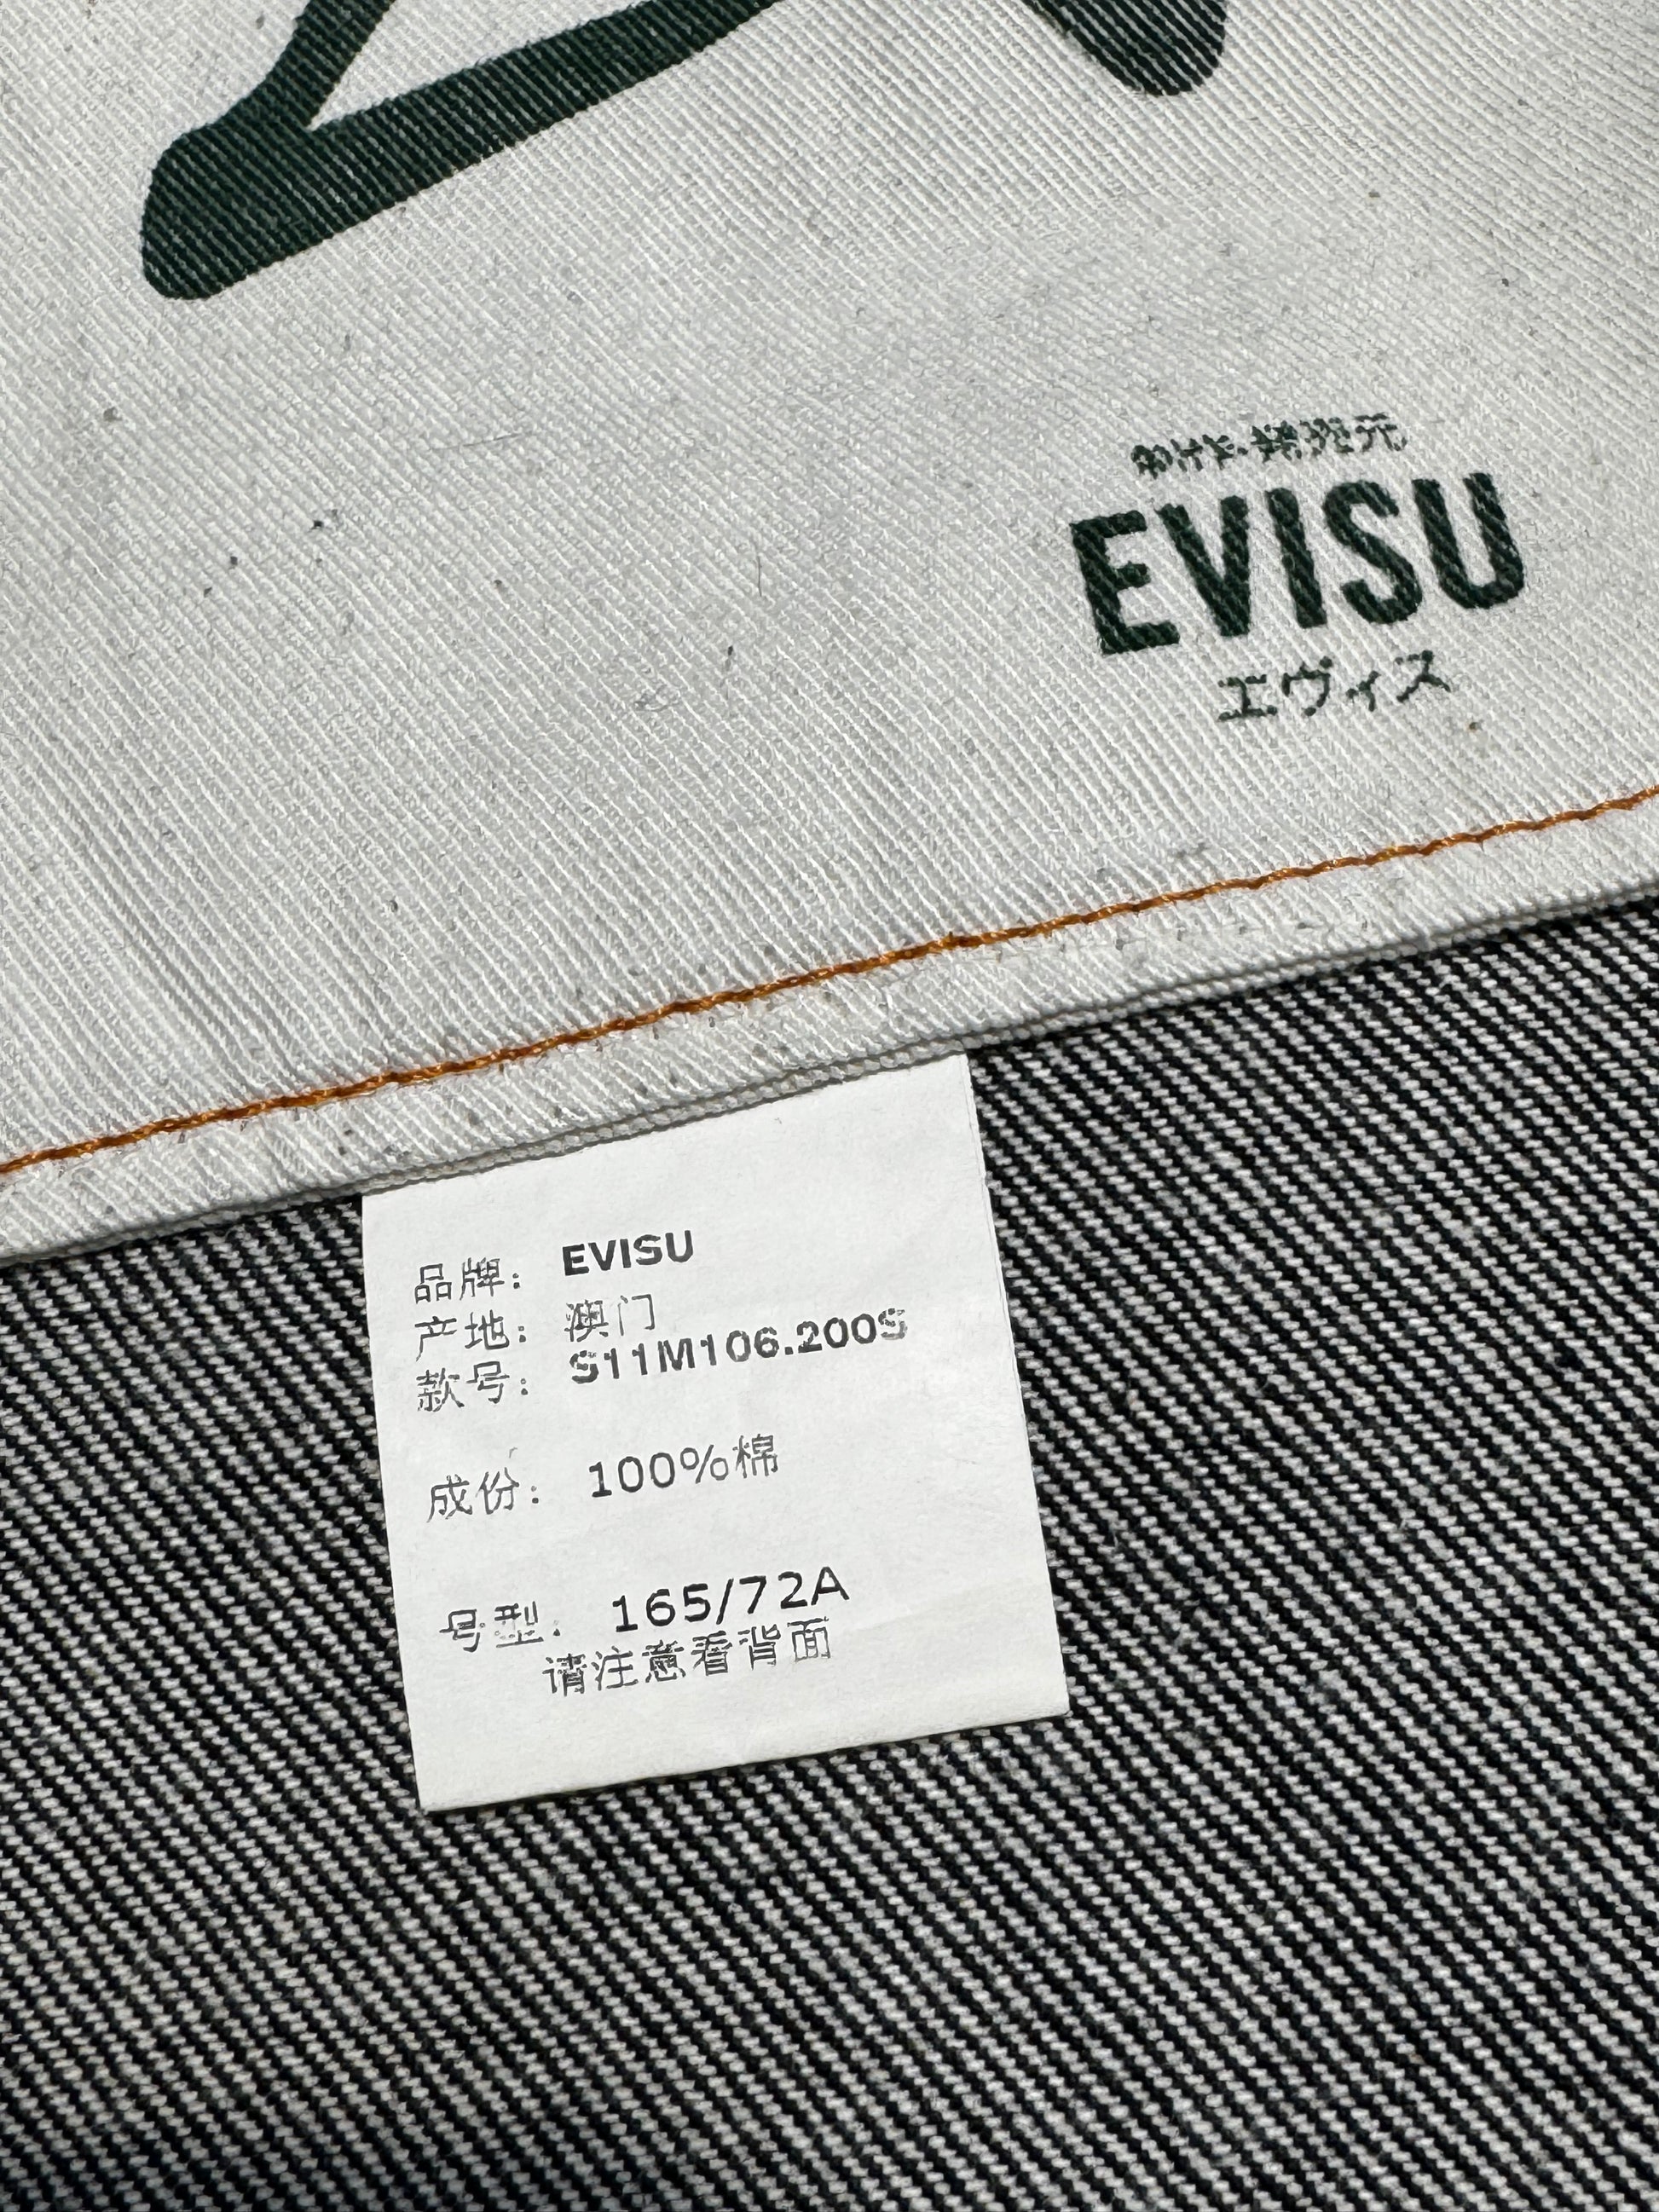 EVISU
エヴィス
品牌： EVISU
产地： 澳门
款号： S11M106.200S
成份： 100%棉
号型： 165/72A
请注意看背面